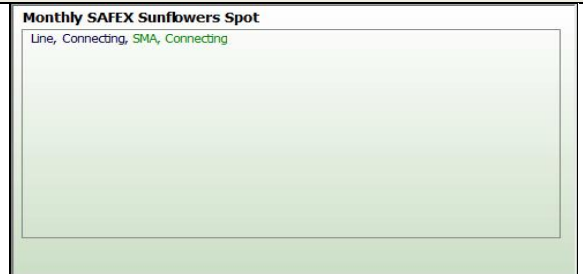 Monthly SAFEX Sunflowers Spot
Line, Connecting, SMA, Connecting